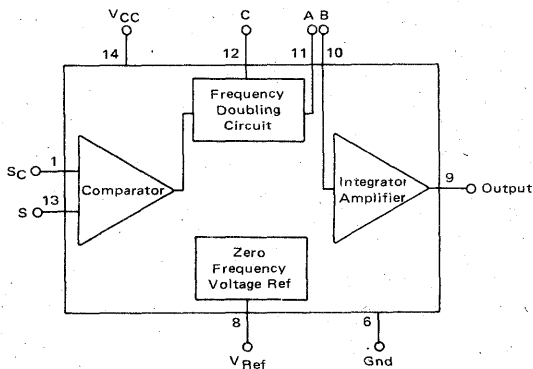 VCC
C
A B
14
12
11
10
Frequency
Doubling
Circuit
SC
1
Comparator
S
13
Integrator
Amplifier
9
Output
Zero
Frequency
Voltage Ref
8
6
VRef
Gnd